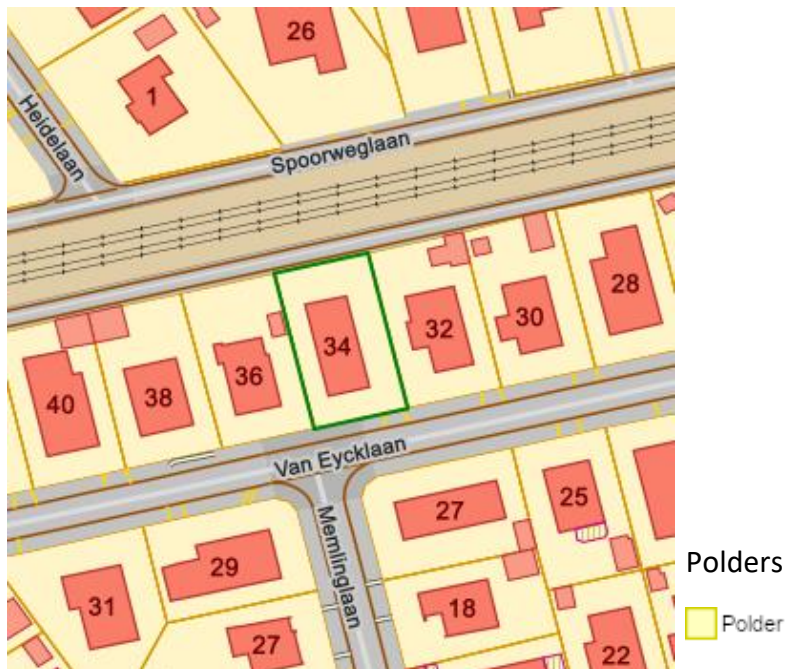 26
1
Heidelaan
Spoorweglaan
28
30
32
34
36
38
40
Van Eycklaan
25
27
Memlinglaan
29
Polders
31
18
Polder
27
22